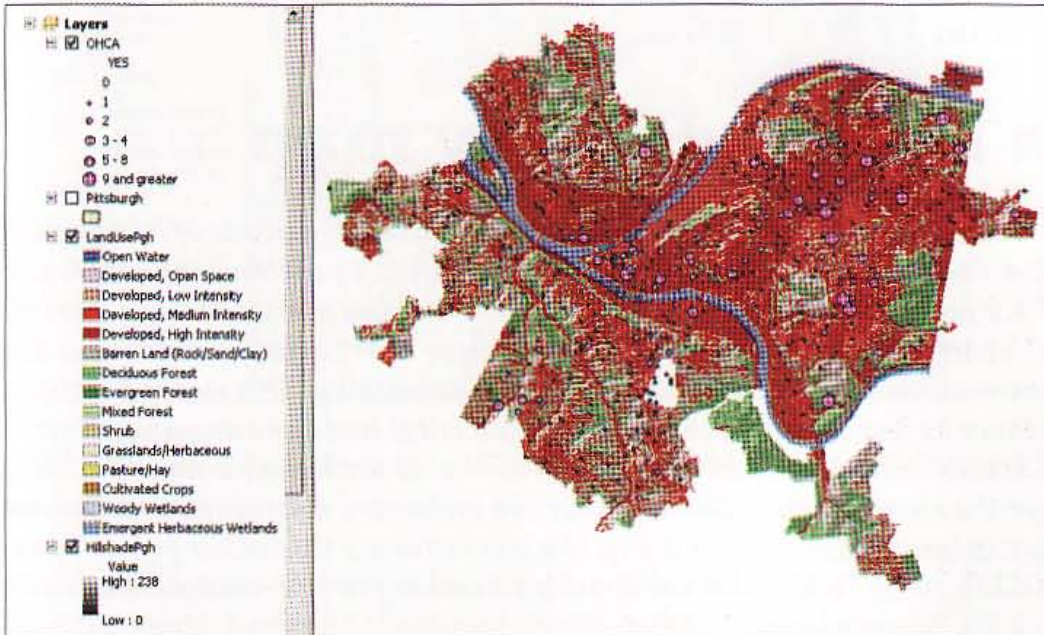 Layers
OHCA
YES
0
1
2
3 - 4
5 - 8
9 and greater
Pittsburgh
LandUsePgh
Open Water
Developed, Open Space
Developed, Low Intensity
Developed, Medium Intensity
Developed, High Intensity
Barren Land (Rock/Sand/Clay)
Deciduous Forest
Evergreen Forest
Mixed Forest
Shrub
Grasslands/Herbaceous
Pasture/Hay
Cultivated Crops
Woody Wetlands
Emergent Herbaceous Wetlands
HillshadePgh
Value
High : 238
Low : 0